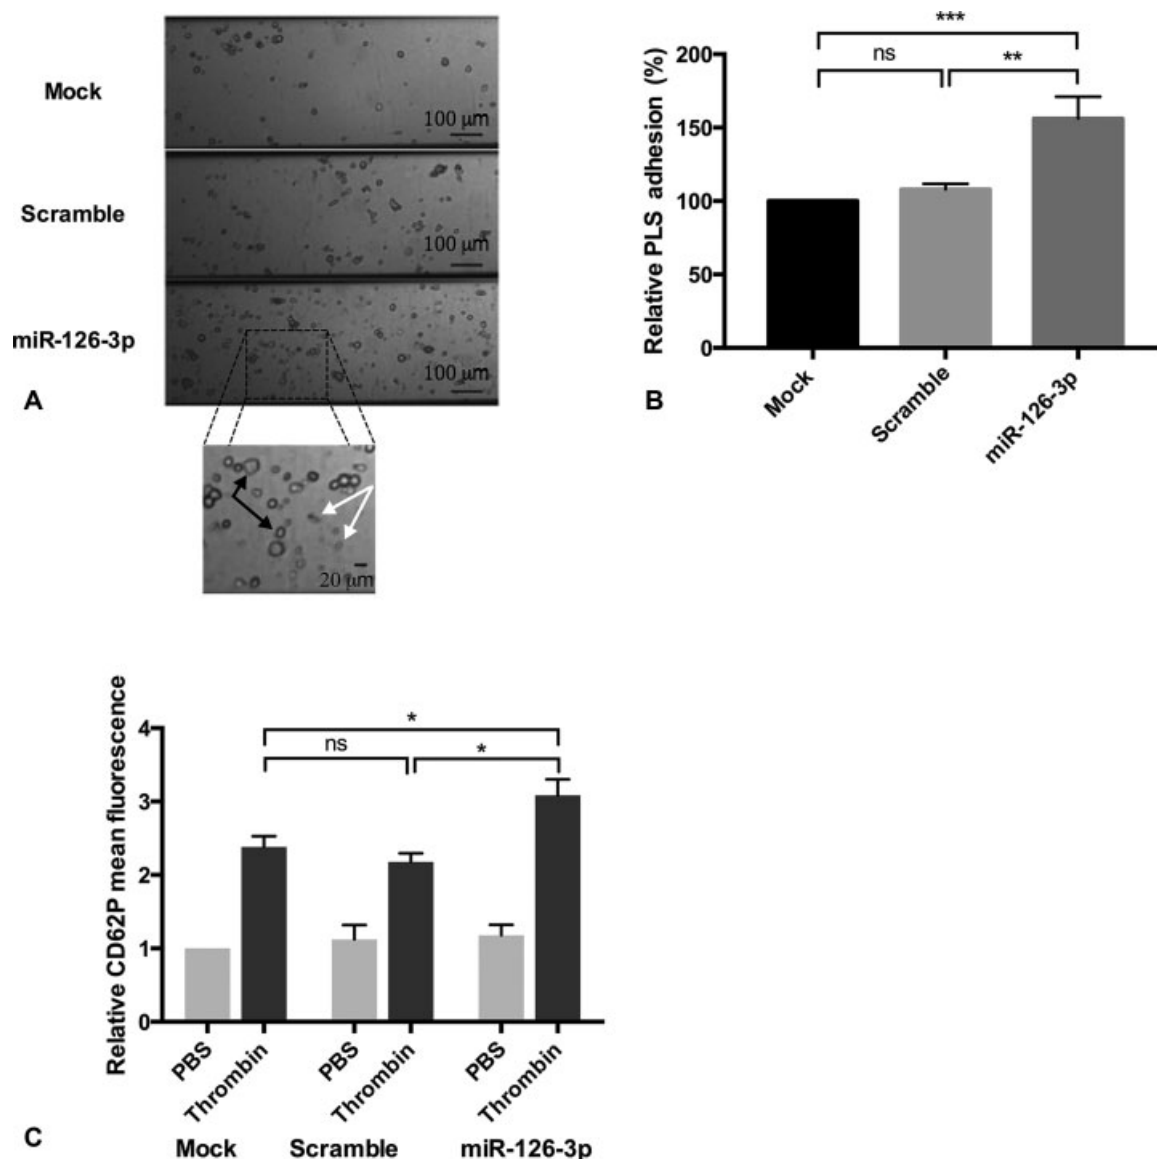 Mock
100 μm
Scramble
100 μm
miR-126-3p
100 μm
A
20 μm
***
ns
**
Relative PLS adhesion (%)
200
150
100
50
0
Mock
Scramble
miR-126-3p
B
*
ns
*
Relative CD62P mean fluorescence
4
3
2
1
0
PBS
Thrombin
PBS
Thrombin
PBS
Thrombin
Mock
Scramble
miR-126-3p
C